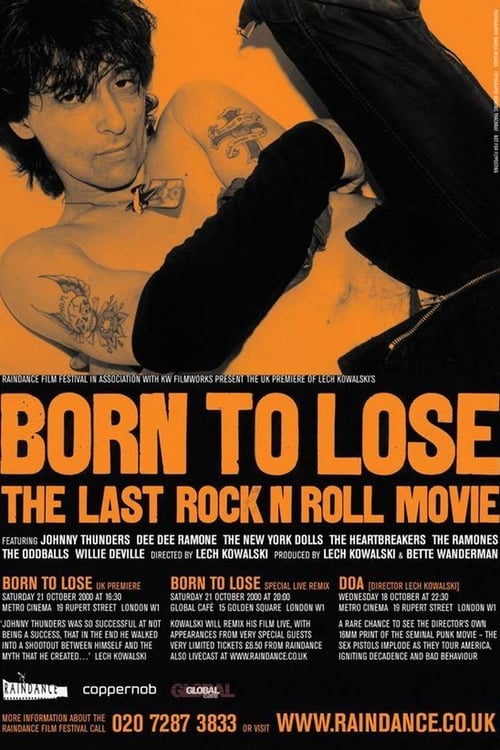 RAINDANCE FILM FESTIVAL IN ASSOCIATION WITH KW FILMWORKS PRESENT THE UK PREMIERE OF LECH KOWALSKI'S
BORN TO LOSE
THE LAST ROCK N ROLL MOVIE
FEATURING JOHNNY THUNDERS DEE DEE RAMONE THE NEW YORK DOLLS THE HEARTBREAKERS THE RAMONES
THE ODDBALLS WILLIE DEVILLE DIRECTED BY LECH KOWALSKI PRODUCED BY LECH KOWALSKI & BETTE WANDERMAN
BORN TO LOSE UK PREMIERE
SATURDAY 21 OCTOBER 2000 AT 16:30
METRO CINEMA 19 RUPERT STREET LONDON W1
'JOHNNY THUNDERS WAS SO SUCCESSFUL AT NOT
BEING A SUCCESS, THAT IN THE END HE WALKED
INTO A SHOOTOUT BETWEEN HIMSELF AND THE
MYTH THAT HE CREATED..." LECH KOWALSKI
BORN TO LOSE SPECIAL LIVE REMIX
SATURDAY 21 OCTOBER 2000 AT 20:00
GLOBAL CAFÉ 15 GOLDEN SQUARE LONDON W1
KOWALSKI WILL REMIX HIS FILM LIVE, WITH
APPEARANCES FROM VERY SPECIAL GUESTS
VERY LIMITED TICKETS £6.50 FROM RAINDANCE
ALSO LIVECAST AT WWW.RAINDANCE.CO.UK
DOA [DIRECTOR LECH KOWALSKI]
WEDNESDAY 18 OCTOBER AT 22:30
METRO CINEMA 19 RUPERT STREET LONDON W1
A RARE CHANCE TO SEE THE DIRECTOR'S OWN
16MM PRINT OF THE SEMINAL PUNK MOVIE - THE
SEX PISTOLS IMPLODE AS THEY TOUR AMERICA,
IGNITING DECADENCE AND BAD BEHAVIOUR
RAINDANCE
coppernob
GLOBAL
MORE INFORMATION ABOUT THE
RAINDANCE FILM FESTIVAL CALL
020 7287 3833 OR VISIT WWW.RAINDANCE.CO.UK